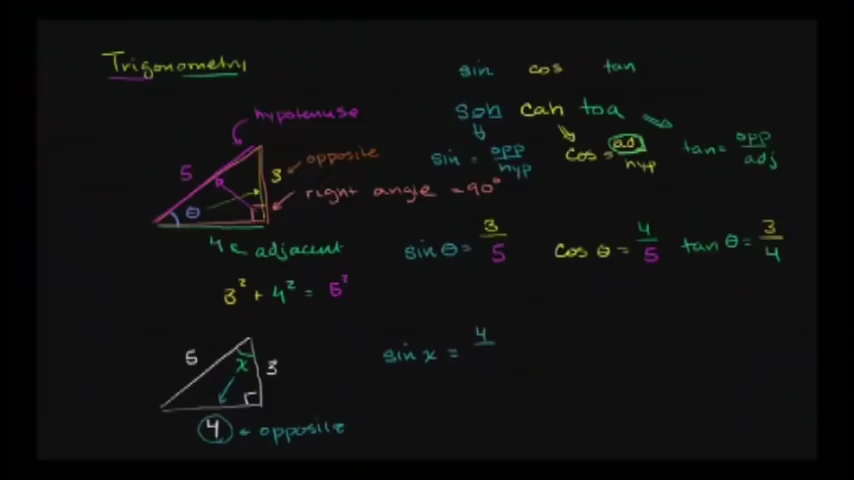 Trigonometry
sin cos tan
hypotenuse
soh cah toa
5 3 opposite
sin = opp/hyp cos = adj/hyp tan = opp/adj
θ right angle = 90°
4 adjacent
sin θ = 3/5 cos θ = 4/5 tan θ = 3/4
3² + 4² = 5²
5 x 3
sin x = 4
4 opposite